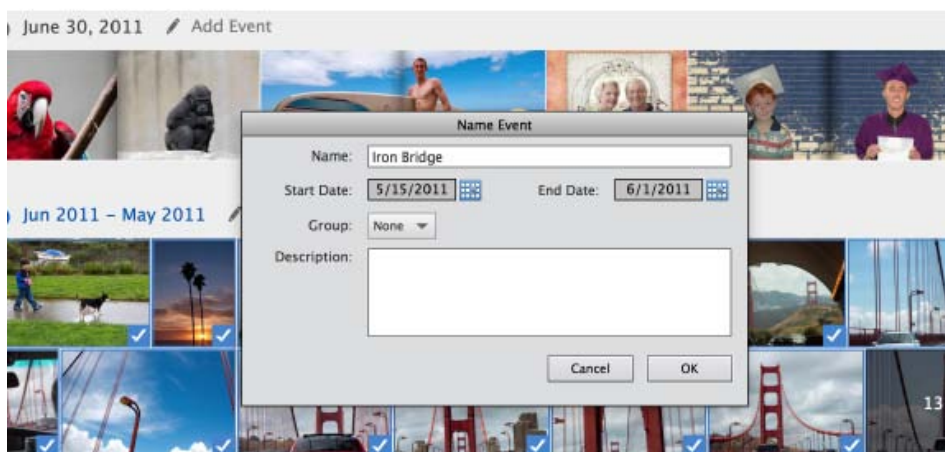 June 30, 2011 Add Event
Name Event
Name: Iron Bridge
Start Date: 5/15/2011 End Date: 6/1/2011
Jun 2011 – May 2011
Group: None
Description:
Cancel OK
13